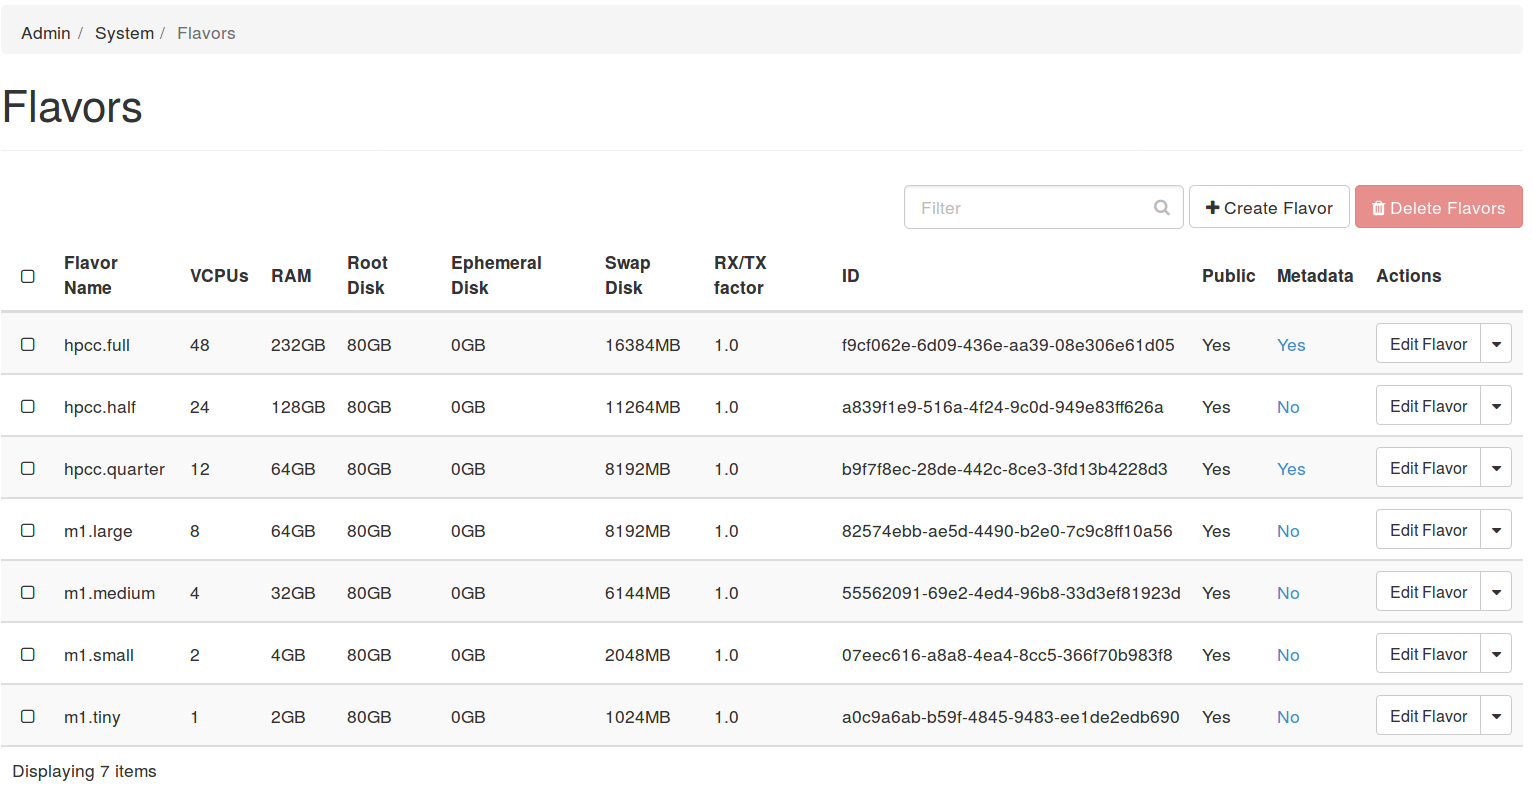 Admin / System / Flavors
Flavors
Filter Create Flavor Delete Flavors
Flavor Name VCPUs RAM Root Disk Ephemeral Disk Swap Disk RX/TX factor ID Public Metadata Actions
hpcc.full 48 232GB 80GB 0GB 16384MB 1.0 f9cf062e-6d09-436e-aa39-08e306e61d05 Yes Yes Edit Flavor
hpcc.half 24 128GB 80GB 0GB 11264MB 1.0 a839f1e9-516a-4f24-9c0d-949e83ff626a Yes No Edit Flavor
hpcc.quarter 12 64GB 80GB 0GB 8192MB 1.0 b9f7f8ec-28de-442c-8ce3-3fd13b4228d3 Yes Yes Edit Flavor
m1.large 8 64GB 80GB 0GB 8192MB 1.0 82574ebb-ae5d-4490-b2e0-7c9c8ff10a56 Yes No Edit Flavor
m1.medium 4 32GB 80GB 0GB 6144MB 1.0 55562091-69e2-4ed4-96b8-33d3ef81923d Yes No Edit Flavor
m1.small 2 4GB 80GB 0GB 2048MB 1.0 07eec616-a8a8-4ea4-8cc5-366f70b983f8 Yes No Edit Flavor
m1.tiny 1 2GB 80GB 0GB 1024MB 1.0 a0c9a6ab-b59f-4845-9483-ee1de2edb690 Yes No Edit Flavor
Displaying 7 items